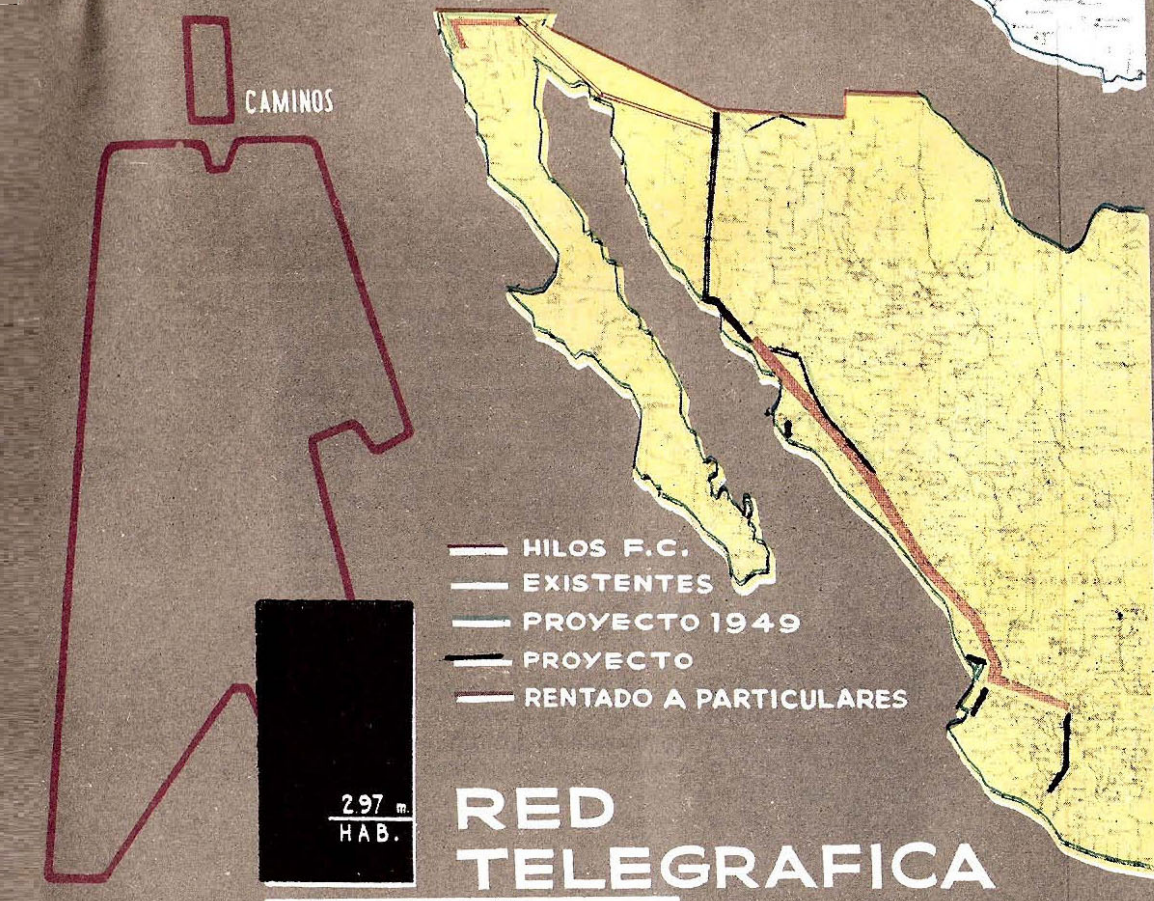 CAMINOS
HILOS F.C.
EXISTENTES
PROYECTO 1949
PROYECTO
RENTADO A PARTICULARES
2.97 m.
HAB.
RED
TELEGRAFICA